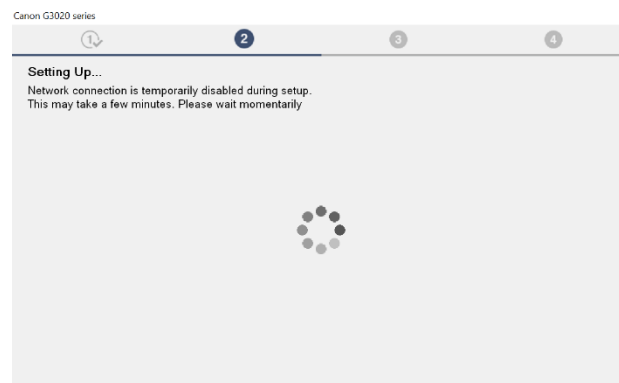 Canon G3020 series
1 2 3 4
Setting Up...
Network connection is temporarily disabled during setup.
This may take a few minutes. Please wait momentarily